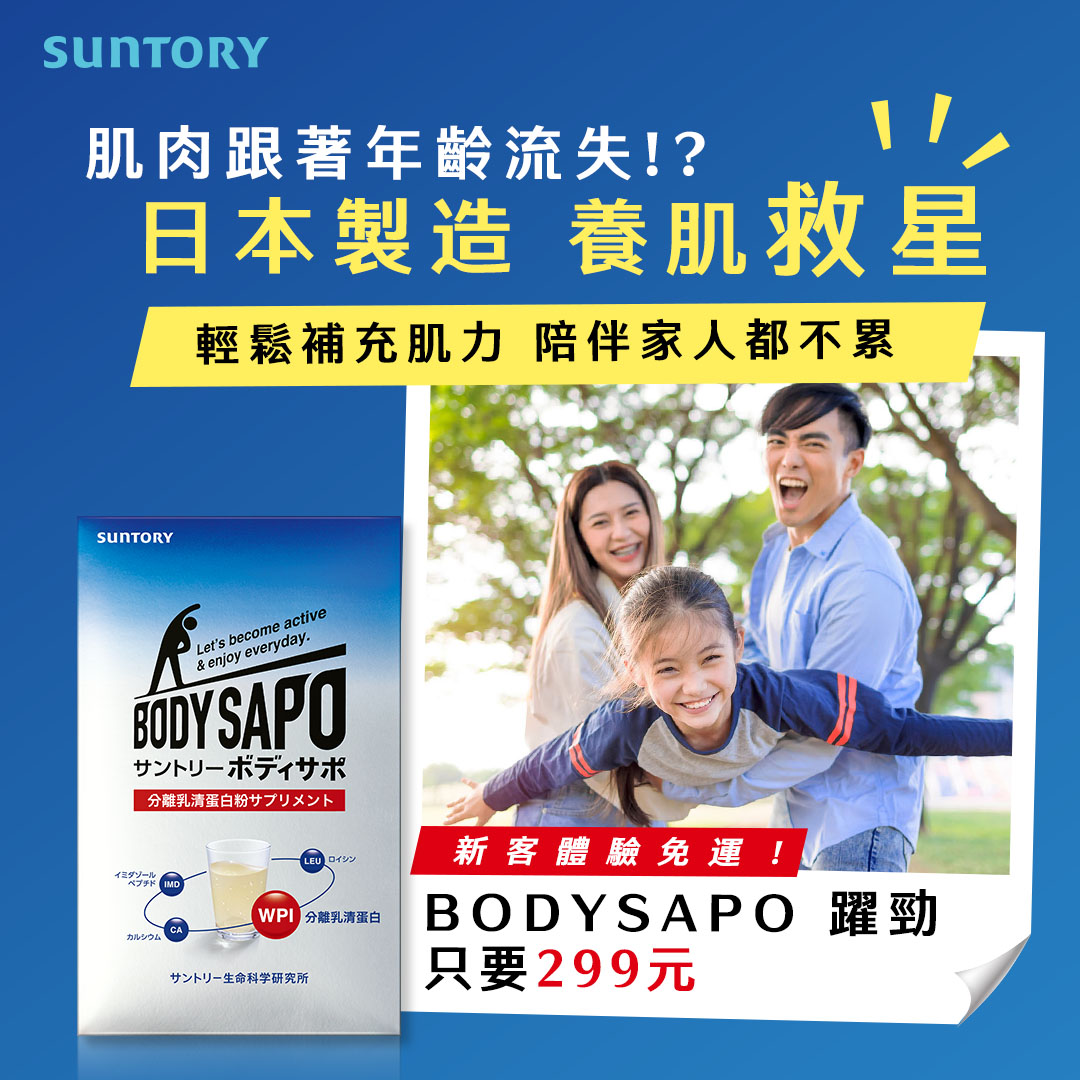 SUNTORY
肌肉跟著年齡流失!?
日本製造 養肌救星
輕鬆補充肌力 陪伴家人都不累
SUNTORY
Let's become active
& enjoy everyday.
BODY SAPO
サントリーボディサポ
分離乳清蛋白粉サプリメント
LEU ロイシン
イミダゾール
ペプチド IMD
WPI 分離乳清蛋白
CA
カルシウム
サントリー生命科学研究所
新客體驗免運!
BODYSAPO 躍勁
只要299元